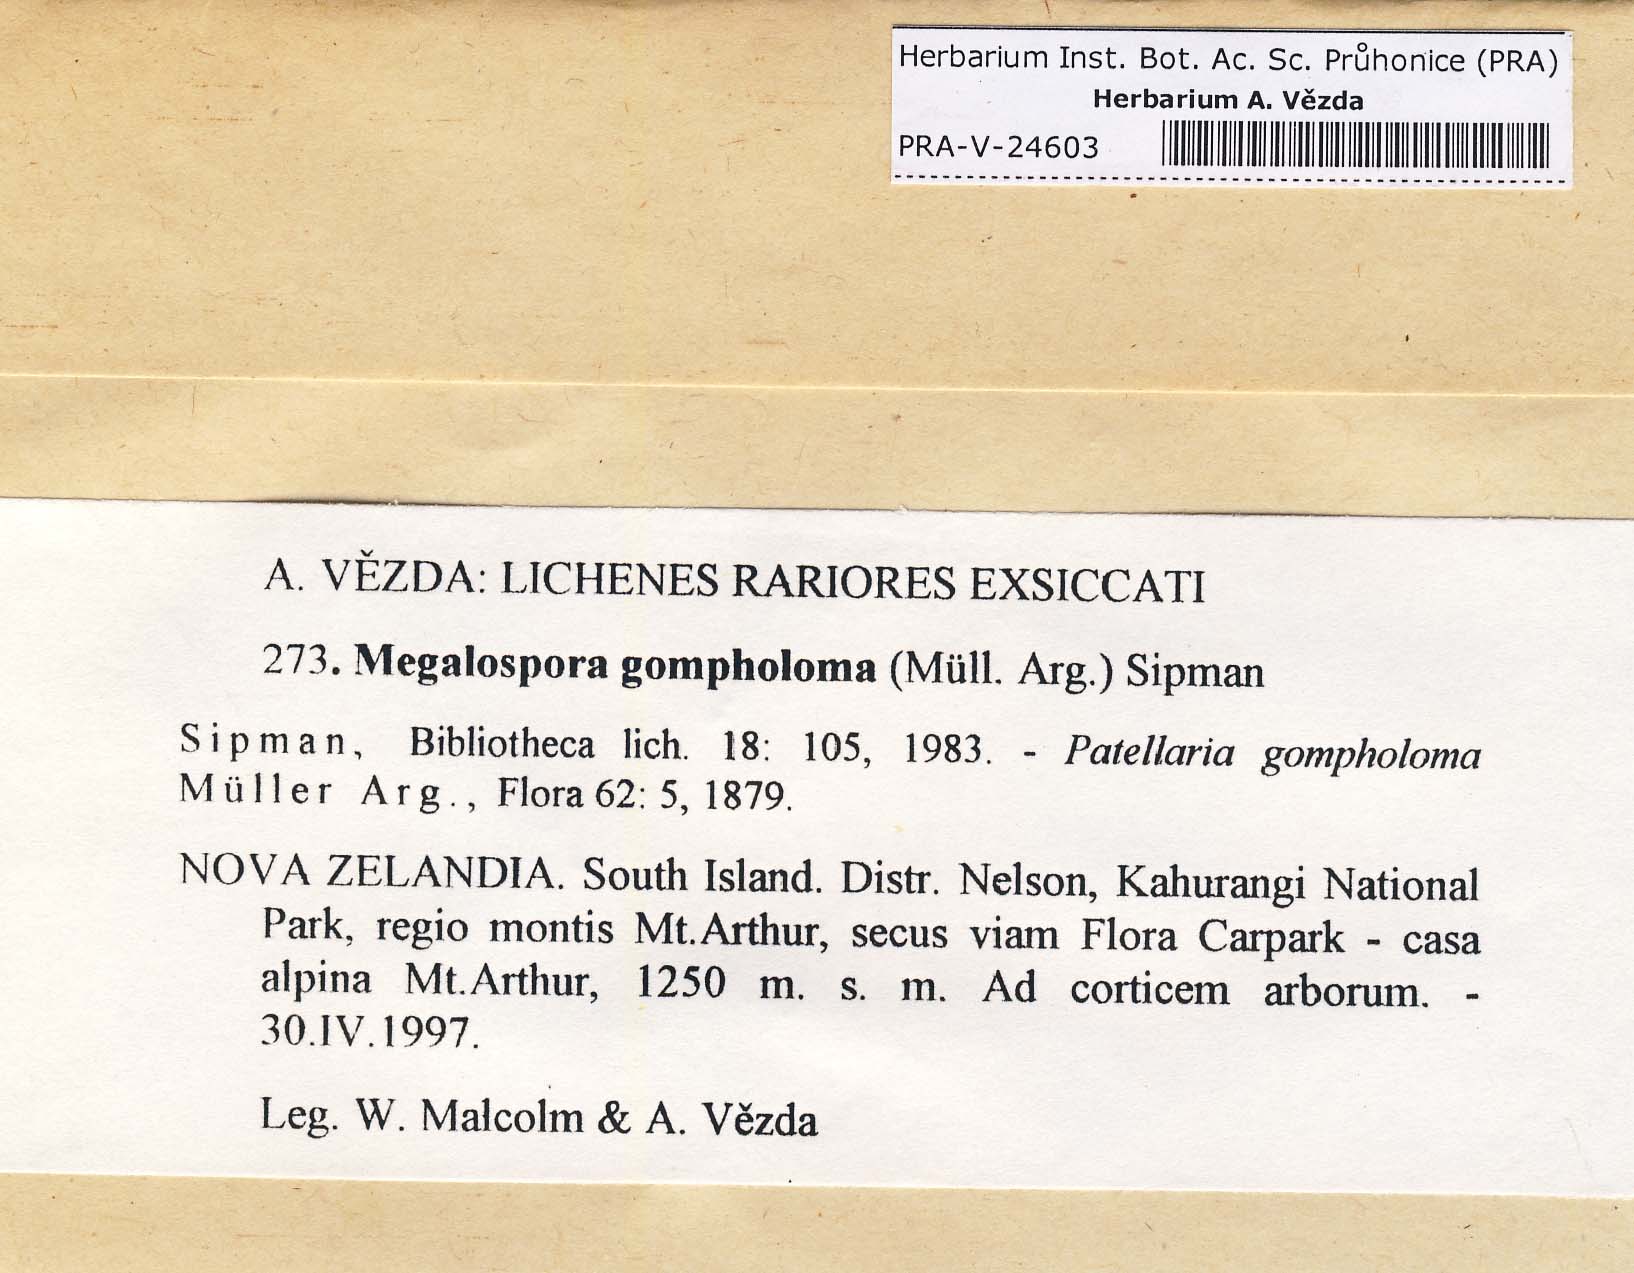 Herbarium Inst. Bot. Ac. Sc. Průhonice (PRA)
Herbarium A. Vězda
PRA-V-24603
A. VĚZDA: LICHENES RARIORES EXSICCATI
273. Megalospora gompholoma (Müll. Arg.) Sipman
Sipman, Bibliotheca lich. 18: 105, 1983. - Patellaria gompholoma
Müller Arg., Flora 62: 5, 1879.
NOVA ZELANDIA. South Island. Distr. Nelson, Kahurangi National
Park, regio montis Mt.Arthur, secus viam Flora Carpark - casa
alpina Mt.Arthur, 1250 m. s. m. Ad corticem arborum. -
30.IV.1997.
Leg. W. Malcolm & A. Vězda